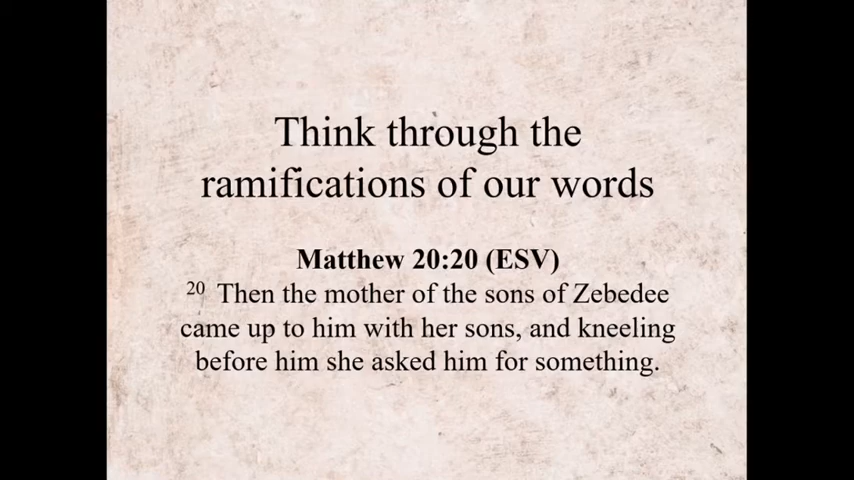 Think through the
ramifications of our words
Matthew 20:20 (ESV)
20 Then the mother of the sons of Zebedee
came up to him with her sons, and kneeling
before him she asked him for something.